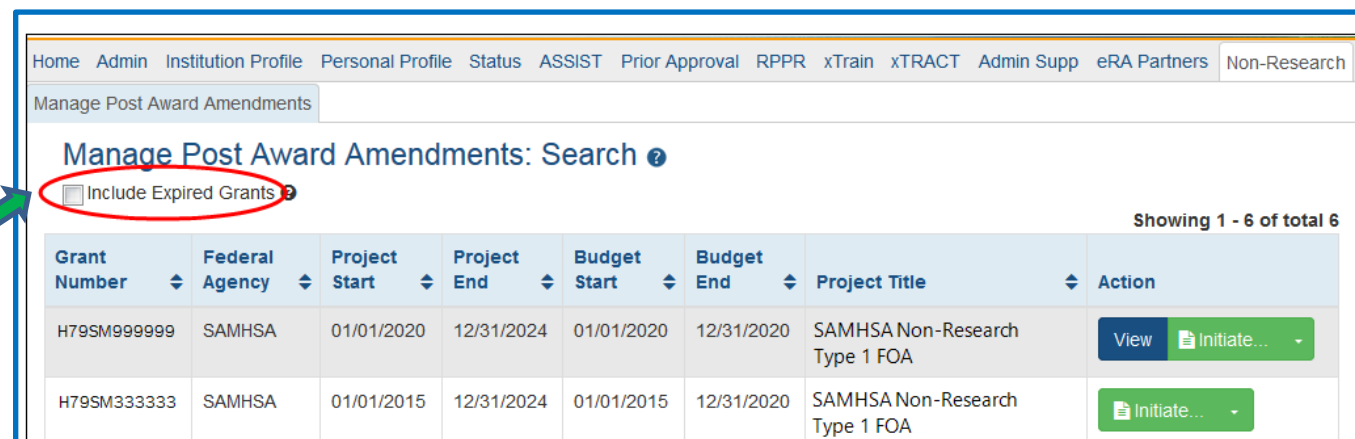 Home Admin Institution Profile Personal Profile Status ASSIST Prior Approval RPPR xTrain xTRACT Admin Supp eRA Partners Non-Research
Manage Post Award Amendments
Manage Post Award Amendments: Search ?
Include Expired Grants ?
Showing 1 - 6 of total 6
Grant Number Federal Agency Project Start Project End Budget Start Budget End Project Title Action
H79SM999999 SAMHSA 01/01/2020 12/31/2024 01/01/2020 12/31/2020 SAMHSA Non-Research View Initiate...
Type 1 FOA
H79SM333333 SAMHSA 01/01/2015 12/31/2024 01/01/2015 12/31/2020 SAMHSA Non-Research Initiate...
Type 1 FOA